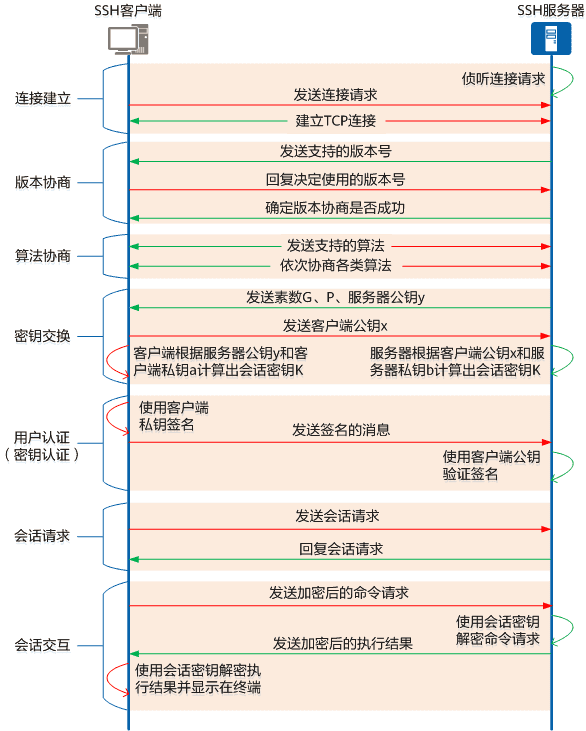 SSH客户端
SSH服务器
连接建立
侦听连接请求
发送连接请求
建立TCP连接
版本协商
发送支持的版本号
回复决定使用的版本号
确定版本协商是否成功
算法协商
发送支持的算法
依次协商各类算法
密钥交换
发送素数G、P、服务器公钥y
发送客户端公钥x
客户端根据服务器公钥y和客
户端私钥a计算出会话密钥K
服务器根据客户端公钥x和服
务器私钥b计算出会话密钥K
用户认证
（密钥认证）
使用客户端
私钥签名
发送签名的消息
使用客户端公钥
验证签名
会话请求
发送会话请求
回复会话请求
会话交互
发送加密后的命令请求
使用会话密钥
解密命令请求
发送加密后的执行结果
使用会话密钥解密执
行结果并显示在终端